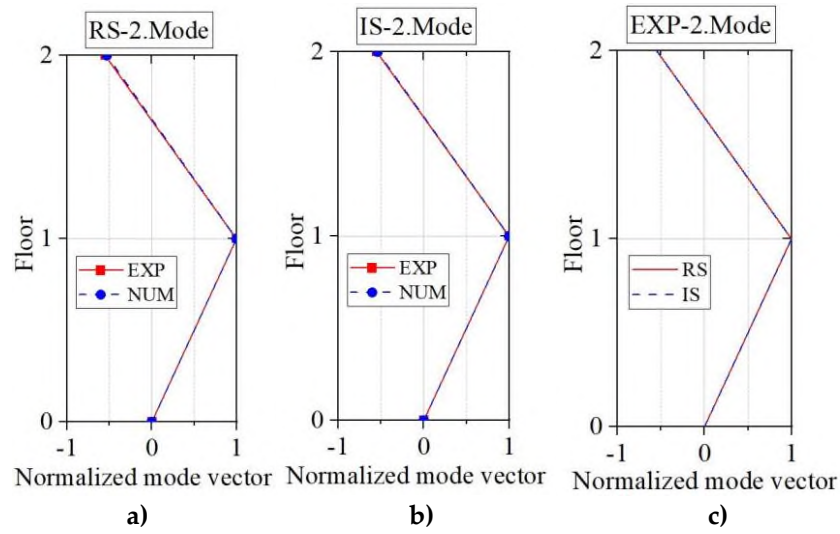 RS-2.Mode
2
1
0
Floor
EXP
NUM
-1 0 1
Normalized mode vector
a)
IS-2.Mode
2
1
0
Floor
EXP
NUM
-1 0 1
Normalized mode vector
b)
EXP-2.Mode
2
1
0
Floor
RS
IS
-1 0 1
Normalized mode vector
c)